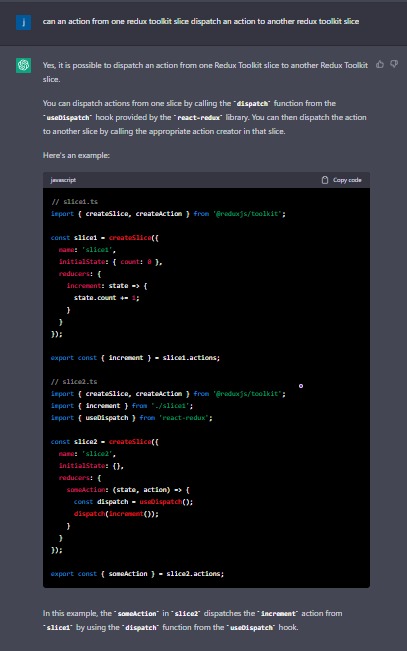 j
can an action from one redux toolkit slice dispatch an action to another redux toolkit slice
Yes, it is possible to dispatch an action from one Redux Toolkit slice to another Redux Toolkit
slice.
You can dispatch actions from one slice by calling the `dispatch` function from the
`useDispatch` hook provided by the `react-redux` library. You can then dispatch the action
to another slice by calling the appropriate action creator in that slice.
Here's an example:
javascript
Copy code
// slice1.ts
import { createSlice, createAction } from '@reduxjs/toolkit';
const slice1 = createSlice({
name: 'slice1',
initialState: { count: 0 },
reducers: {
increment: state => {
state.count += 1;
}
}
});
export const { increment } = slice1.actions;
// slice2.ts
import { createSlice, createAction } from '@reduxjs/toolkit';
import { increment } from './slice1';
import { useDispatch } from 'react-redux';
const slice2 = createSlice({
name: 'slice2',
initialState: {},
reducers: {
someAction: (state, action) => {
const dispatch = useDispatch();
dispatch(increment());
}
}
});
export const { someAction } = slice2.actions;
In this example, the `someAction` in `slice2` dispatches the `increment` action from
`slice1` by using the `dispatch` function from the `useDispatch` hook.